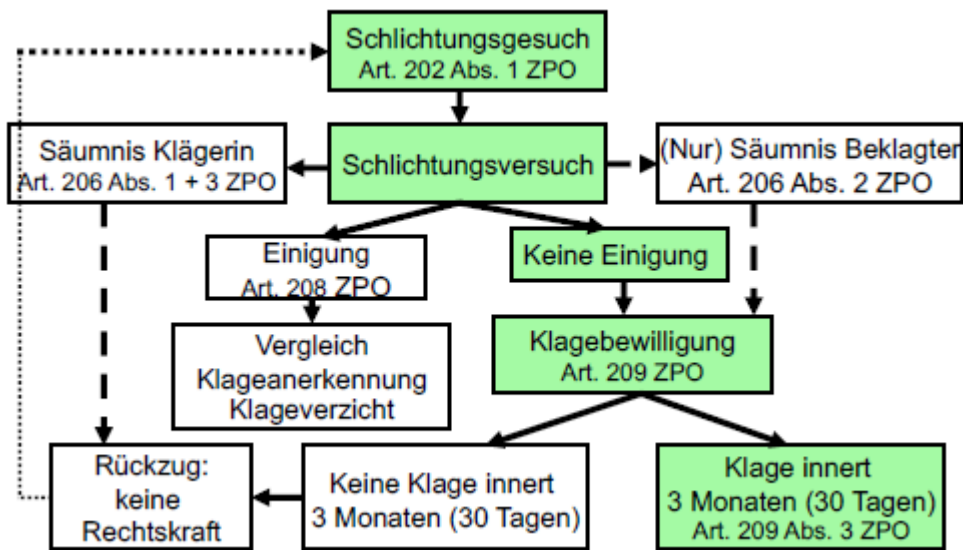 Schlichtungsgesuch
Art. 202 Abs. 1 ZPO
Säumnis Klägerin
Art. 206 Abs. 1 + 3 ZPO
Schlichtungsversuch
(Nur) Säumnis Beklagter
Art. 206 Abs. 2 ZPO
Einigung
Art. 208 ZPO
Keine Einigung
Vergleich
Klageanerkennung
Klageverzicht
Klagebewilligung
Art. 209 ZPO
Rückzug:
keine
Rechtskraft
Keine Klage innert
3 Monaten (30 Tagen)
Klage innert
3 Monaten (30 Tagen)
Art. 209 Abs. 3 ZPO